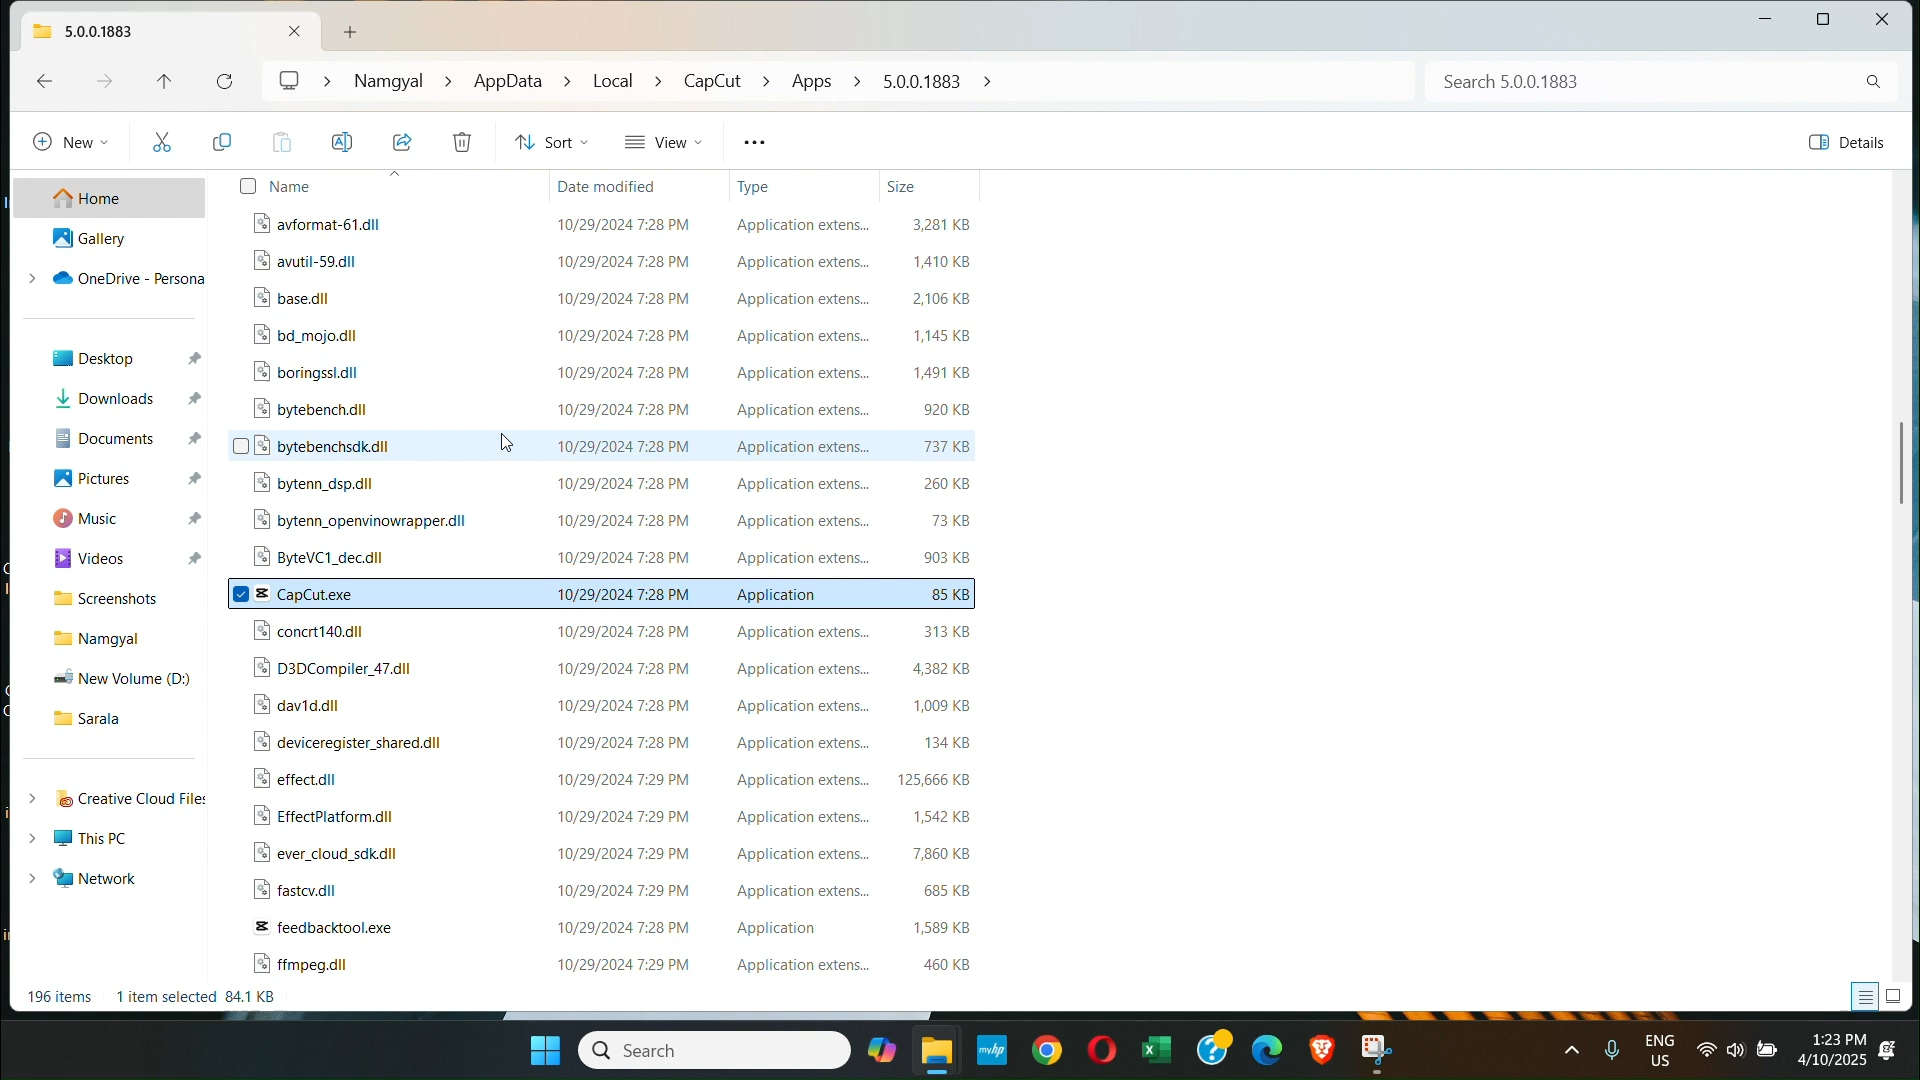 5.0.0.1883
Namgyal > AppData > Local > CapCut > Apps > 5.0.0.1883 >
Search 5.0.0.1883
New
Sort
View
Details
Home
Gallery
OneDrive - Persona
Desktop
Downloads
Documents
Pictures
Music
Videos
Screenshots
Namgyal
New Volume (D:)
Sarala
Creative Cloud Files
This PC
Network
Name Date modified Type Size
avformat-61.dll 10/29/2024 7:28 PM Application extens... 3,281 KB
avutil-59.dll 10/29/2024 7:28 PM Application extens... 1,410 KB
base.dll 10/29/2024 7:28 PM Application extens... 2,106 KB
bd_mojo.dll 10/29/2024 7:28 PM Application extens... 1,145 KB
boringssl.dll 10/29/2024 7:28 PM Application extens... 1,491 KB
bytebench.dll 10/29/2024 7:28 PM Application extens... 920 KB
bytebenchsdk.dll 10/29/2024 7:28 PM Application extens... 737 KB
bytenn_dsp.dll 10/29/2024 7:28 PM Application extens... 260 KB
bytenn_openvinowrapper.dll 10/29/2024 7:28 PM Application extens... 73 KB
ByteVC1_dec.dll 10/29/2024 7:28 PM Application extens... 903 KB
CapCut.exe 10/29/2024 7:28 PM Application 85 KB
concrt140.dll 10/29/2024 7:28 PM Application extens... 313 KB
D3DCompiler_47.dll 10/29/2024 7:28 PM Application extens... 4,382 KB
dav1d.dll 10/29/2024 7:28 PM Application extens... 1,009 KB
deviceregister_shared.dll 10/29/2024 7:28 PM Application extens... 134 KB
effect.dll 10/29/2024 7:29 PM Application extens... 125,666 KB
EffectPlatform.dll 10/29/2024 7:29 PM Application extens... 1,542 KB
ever_cloud_sdk.dll 10/29/2024 7:29 PM Application extens... 7,860 KB
fastcv.dll 10/29/2024 7:29 PM Application extens... 685 KB
feedbacktool.exe 10/29/2024 7:28 PM Application 1,589 KB
ffmpeg.dll 10/29/2024 7:29 PM Application extens... 460 KB
196 items 1 item selected 84.1 KB
Search
myhp
ENG
US
1:23 PM
4/10/2025